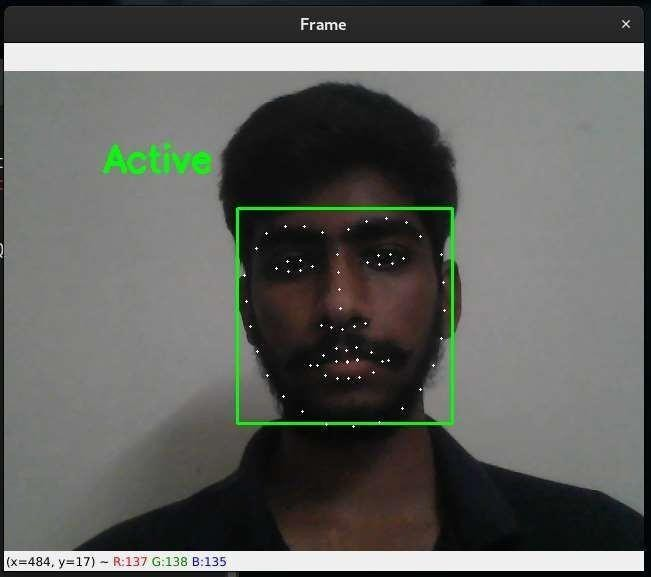 Frame
×
Active
(x=484, y=17) ~ R:137 G:138 B:135